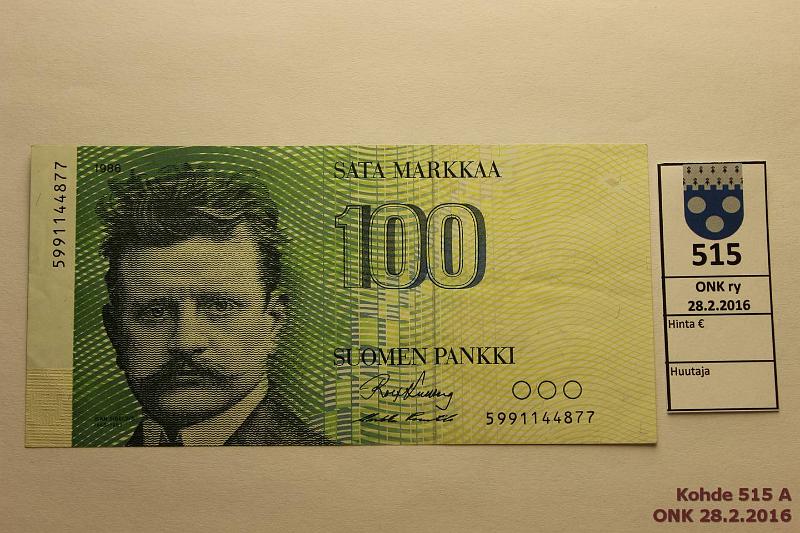 5991144877
1986
SATA MARKKAA
100
SUOMEN PANKKI
5991144877
515
ONK ry
28.2.2016
Hinta €
Huutaja
Kohde 515 A
ONK 28.2.2016